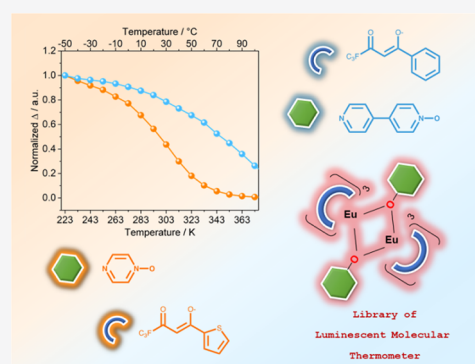 Temperature / °C
-50 -30 -10 10 30 50 70 90
Normalized Δ / a.u.
1.2
1.0
0.8
0.6
0.4
0.2
0.0
223 243 263 283 303 323 343 363
Temperature / K
O O-
F3C
N N-O
3
O
Eu
Eu
O
3
N N-O
O O-
F3C S
Library of
Luminescent Molecular
Thermometer